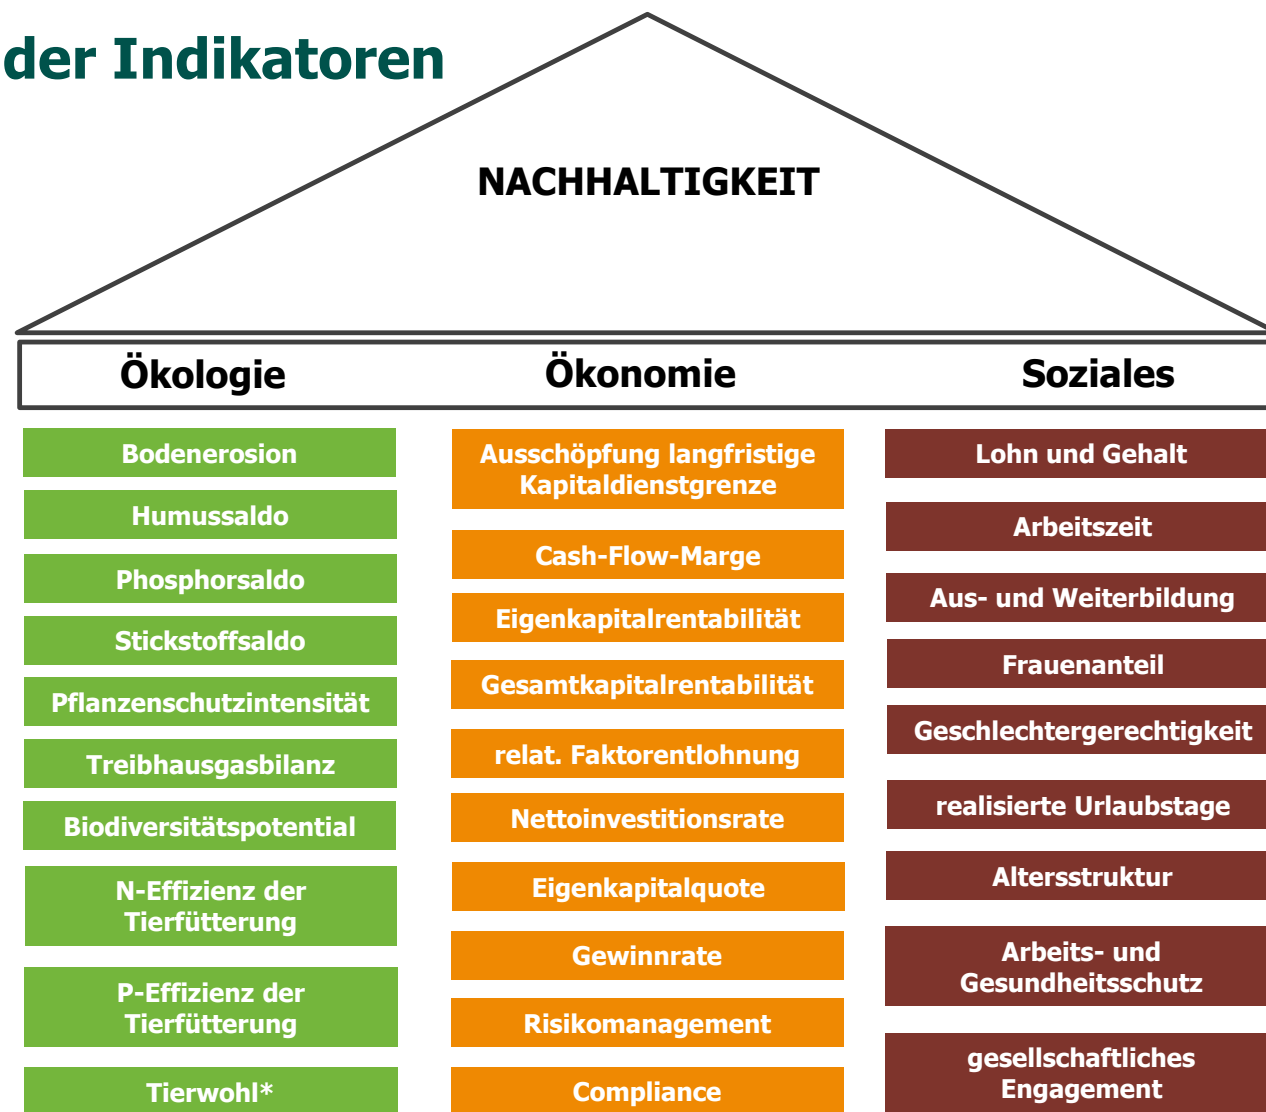 der Indikatoren
NACHHALTIGKEIT
Ökologie
Ökonomie
Soziales
Bodenerosion
Humussaldo
Phosphorsaldo
Stickstoffsaldo
Pflanzenschutzintensität
Treibhausgasbilanz
Biodiversitätspotential
N-Effizienz der
Tierfütterung
P-Effizienz der
Tierfütterung
Tierwohl*
Ausschöpfung langfristige
Kapitaldienstgrenze
Cash-Flow-Marge
Eigenkapitalrentabilität
Gesamtkapitalrentabilität
relat. Faktorentlohnung
Nettoinvestitionsrate
Eigenkapitalquote
Gewinnrate
Risikomanagement
Compliance
Lohn und Gehalt
Arbeitszeit
Aus- und Weiterbildung
Frauenanteil
Geschlechtergerechtigkeit
realisierte Urlaubstage
Altersstruktur
Arbeits- und
Gesundheitsschutz
gesellschaftliches
Engagement